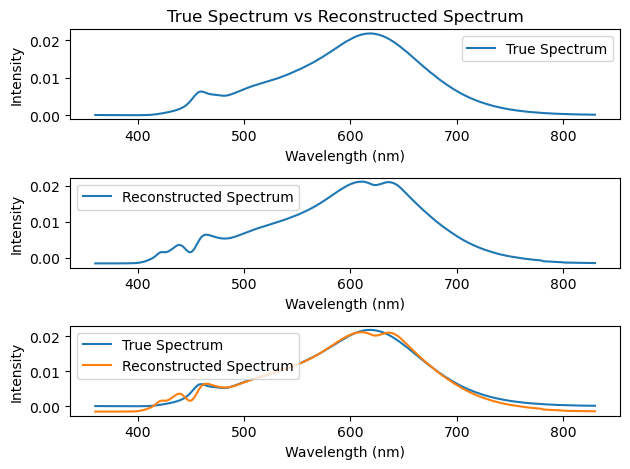 True Spectrum vs Reconstructed Spectrum
0.02
0.01
0.00
Intensity
True Spectrum
400 500 600 700 800
Wavelength (nm)
0.02
0.01
0.00
Intensity
Reconstructed Spectrum
400 500 600 700 800
Wavelength (nm)
0.02
0.01
0.00
Intensity
True Spectrum
Reconstructed Spectrum
400 500 600 700 800
Wavelength (nm)